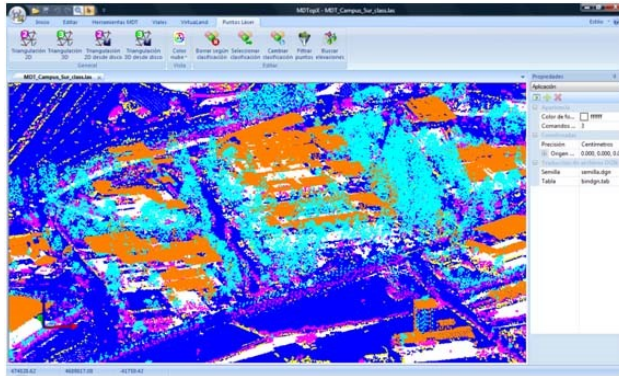 MDTopX - MDT_Campus_Sur_class.las
Inicio Editar Herramientas MDT Viales VirtuaLand Puntos Láser Estilo
Triangulación 2D Triangulación 3D Triangulación 2D desde disco Triangulación 3D desde disco Color nube Borrar según clasificación Seleccionar clasificación Cambiar clasificación Filtrar puntos Buscar elevaciones
General Vista Editar
MDT_Campus_Sur_class.las
Propiedades
Aplicación
Apariencia
Color de fo... ffffff
Comandos ... 3
Coordenadas
Precisión Centímetros
Origen ... 0.000, 0.000, 0.
Semilla semilla.dgn
Tabla bindgn.tab